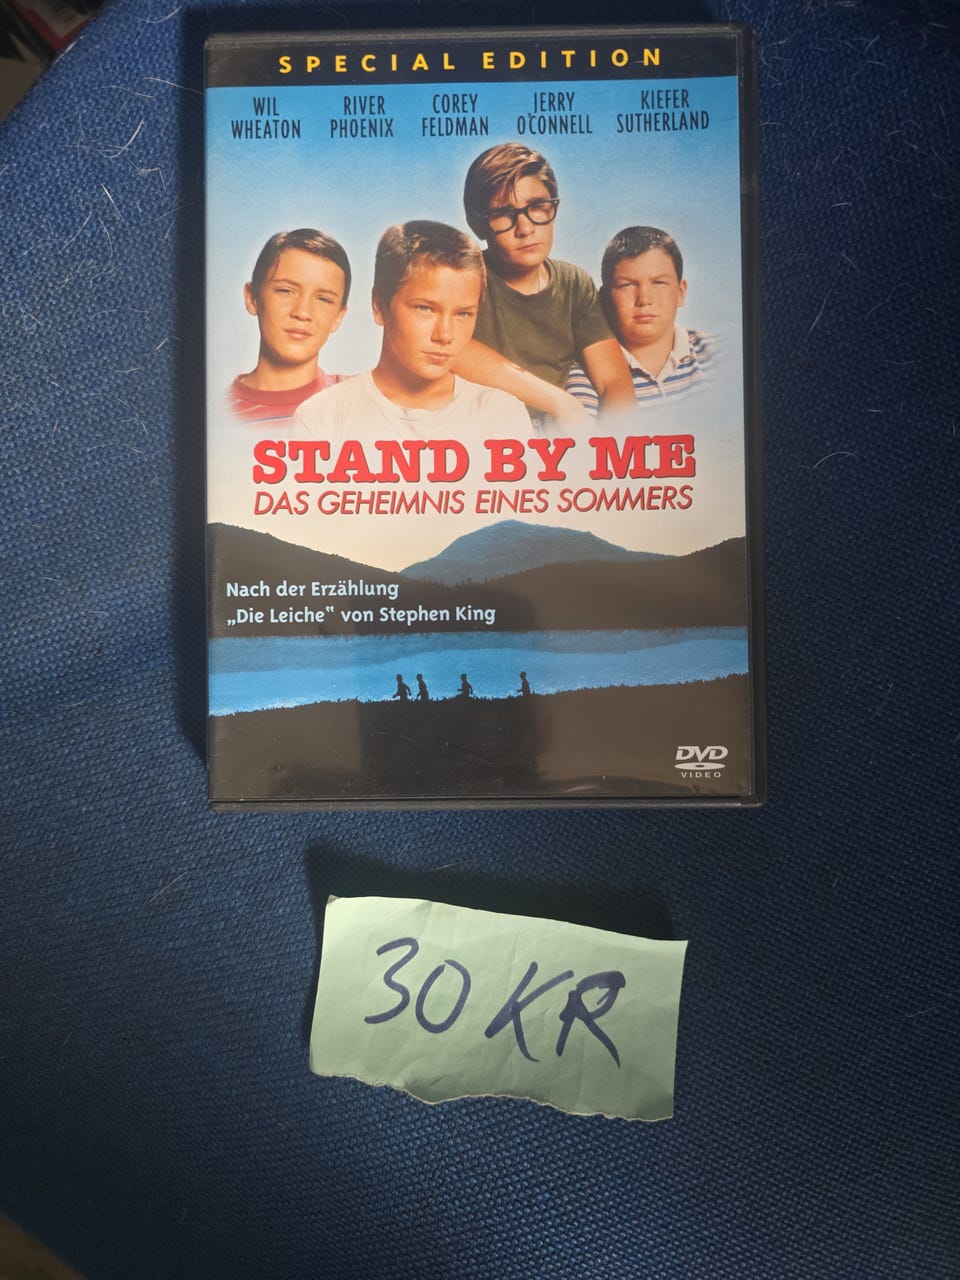 SPECIAL EDITION
WIL WHEATON
RIVER PHOENIX
COREY FELDMAN
JERRY O'CONNELL
KIEFER SUTHERLAND
STAND BY ME
DAS GEHEIMNIS EINES SOMMERS
Nach der Erzählung
„Die Leiche“ von Stephen King
DVD
VIDEO
30 KR